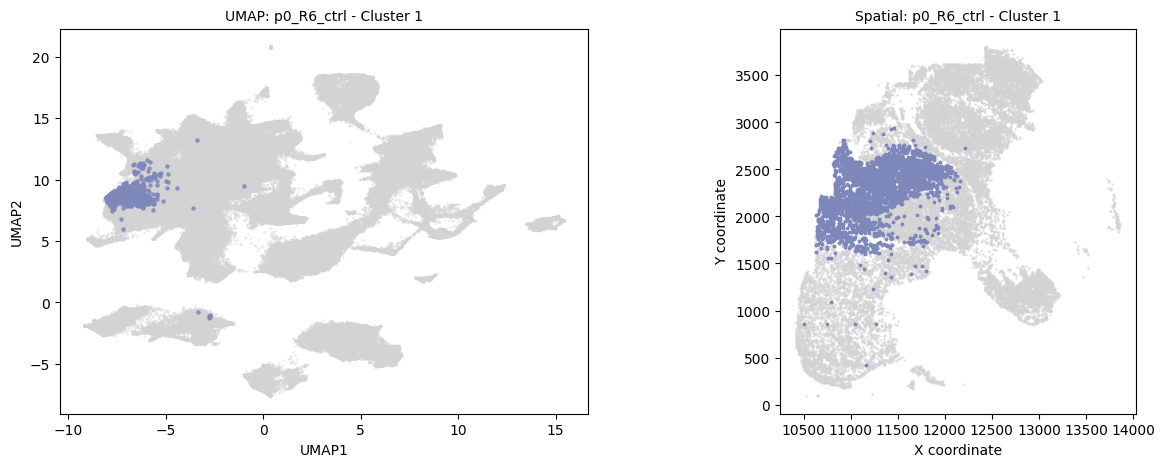 UMAP: p0_R6_ctrl - Cluster 1
20
15
10
5
0
−5
UMAP2
−10
−5
0
5
10
15
UMAP1
Spatial: p0_R6_ctrl - Cluster 1
3500
3000
2500
2000
1500
1000
500
0
Y coordinate
10500 11000 11500 12000 12500 13000 13500 14000
X coordinate